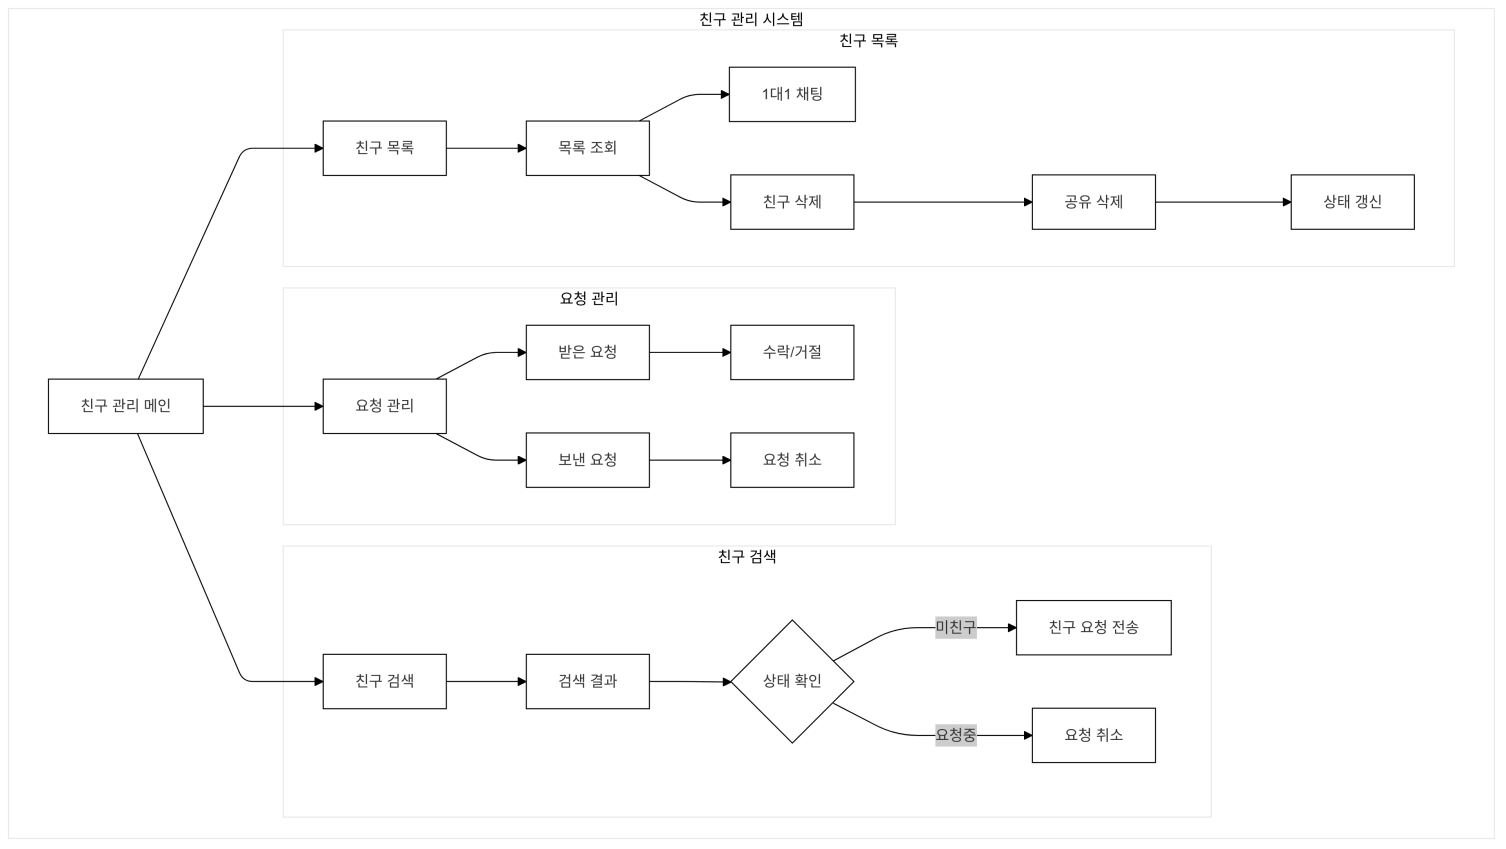 친구 관리 시스템
친구 목록
1대1 채팅
친구 목록
목록 조회
친구 삭제
공유 삭제
상태 갱신
요청 관리
받은 요청
수락/거절
친구 관리 메인
요청 관리
보낸 요청
요청 취소
친구 검색
미친구
친구 요청 전송
친구 검색
검색 결과
상태 확인
요청중
요청 취소